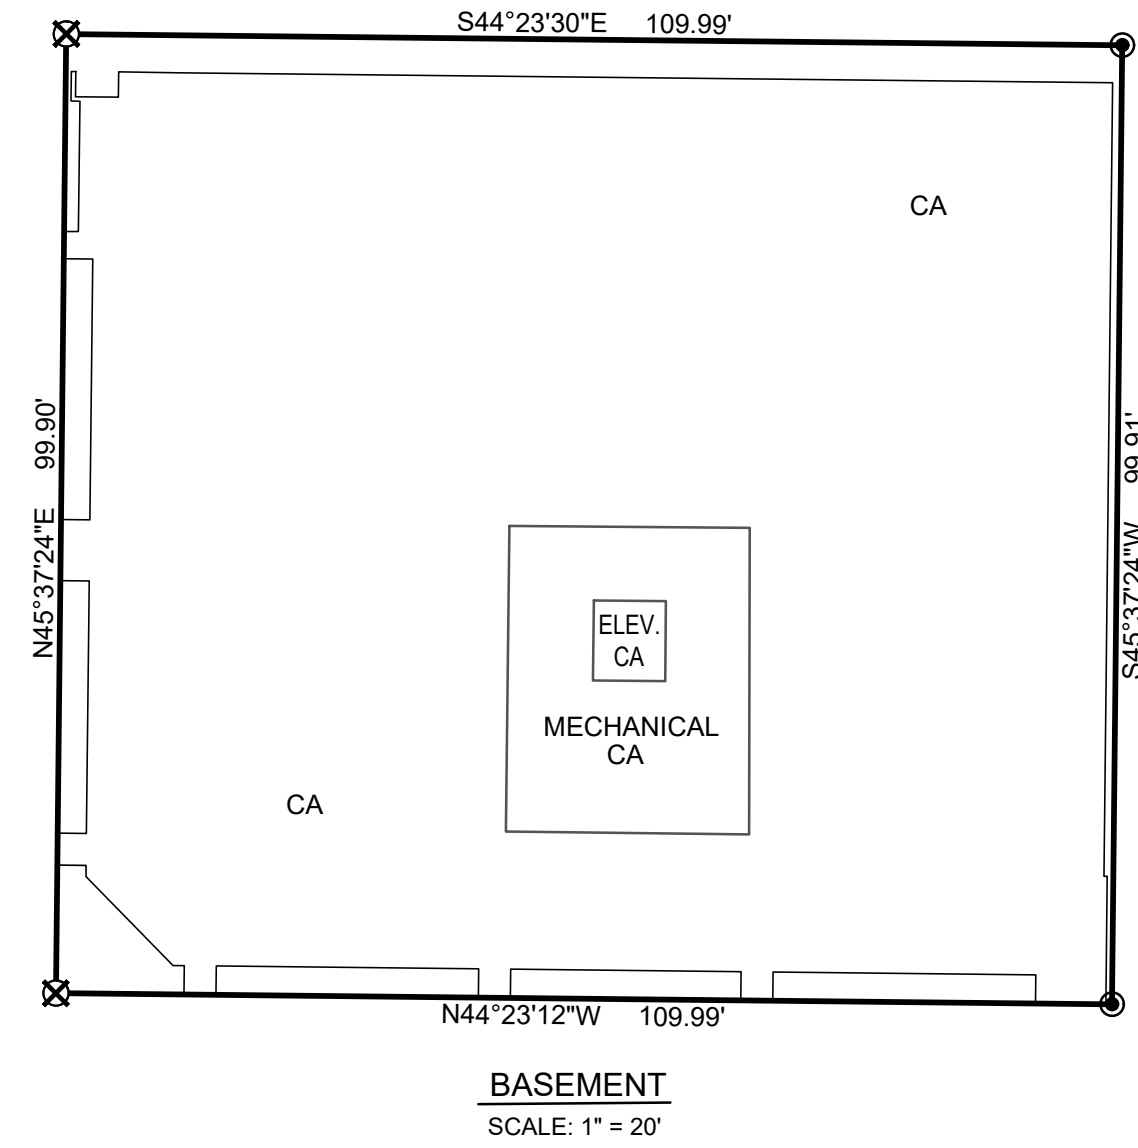 S44°23'30"E 109.99'
CA
N45°37'24"E 99.90'
S45°37'24"W 99.91'
ELEV.
CA
MECHANICAL
CA
CA
N44°23'12"W 109.99'
BASEMENT
SCALE: 1" = 20'